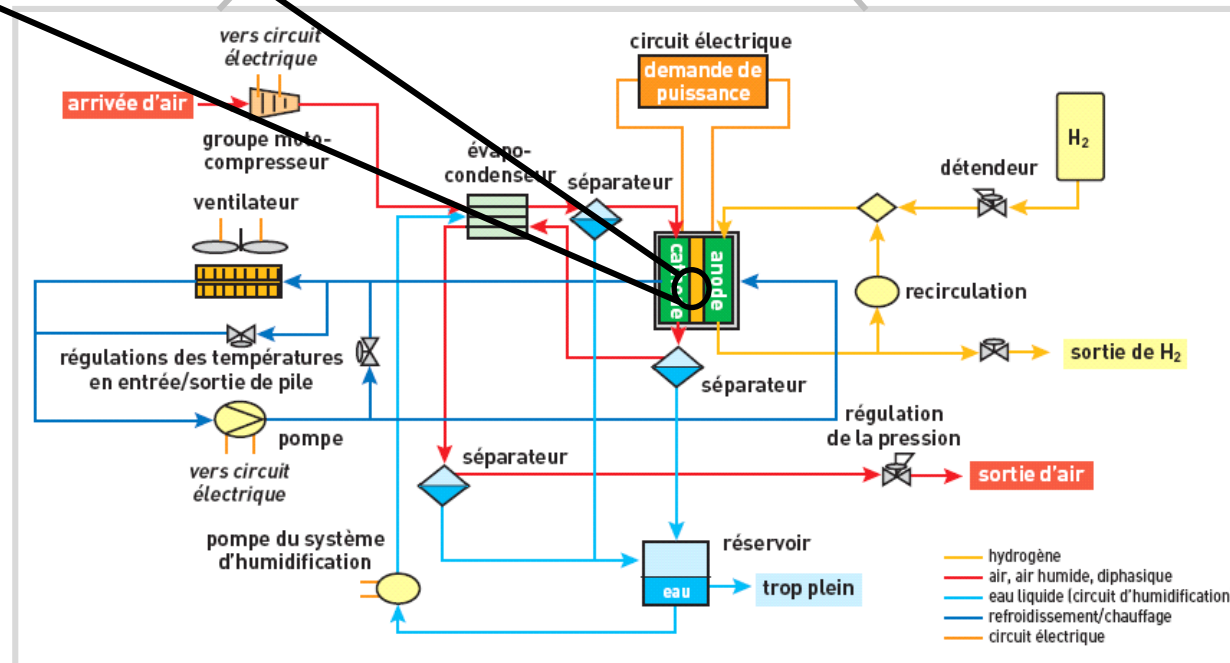 vers circuit
électrique
circuit électrique
demande de
puissance
arrivée d'air
groupe moto-
compresseur
évapo-
condenseur
séparateur
détendeur
H2
ventilateur
cathode
anode
recirculation
régulations des températures
en entrée/sortie de pile
séparateur
sortie de H2
régulation
de la pression
pompe
vers circuit
électrique
séparateur
sortie d'air
pompe du système
d'humidification
réservoir
eau
trop plein
hydrogène
air, air humide, diphasique
eau liquide (circuit d'humidification
refroidissement/chauffage
circuit électrique